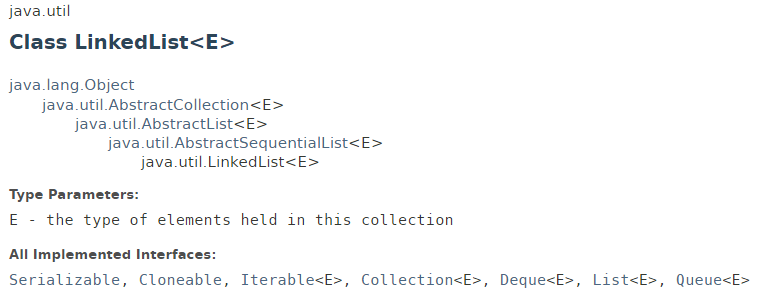 java.util
Class LinkedList<E>
java.lang.Object
java.util.AbstractCollection<E>
java.util.AbstractList<E>
java.util.AbstractSequentialList<E>
java.util.LinkedList<E>
Type Parameters:
E - the type of elements held in this collection
All Implemented Interfaces:
Serializable, Cloneable, Iterable<E>, Collection<E>, Deque<E>, List<E>, Queue<E>